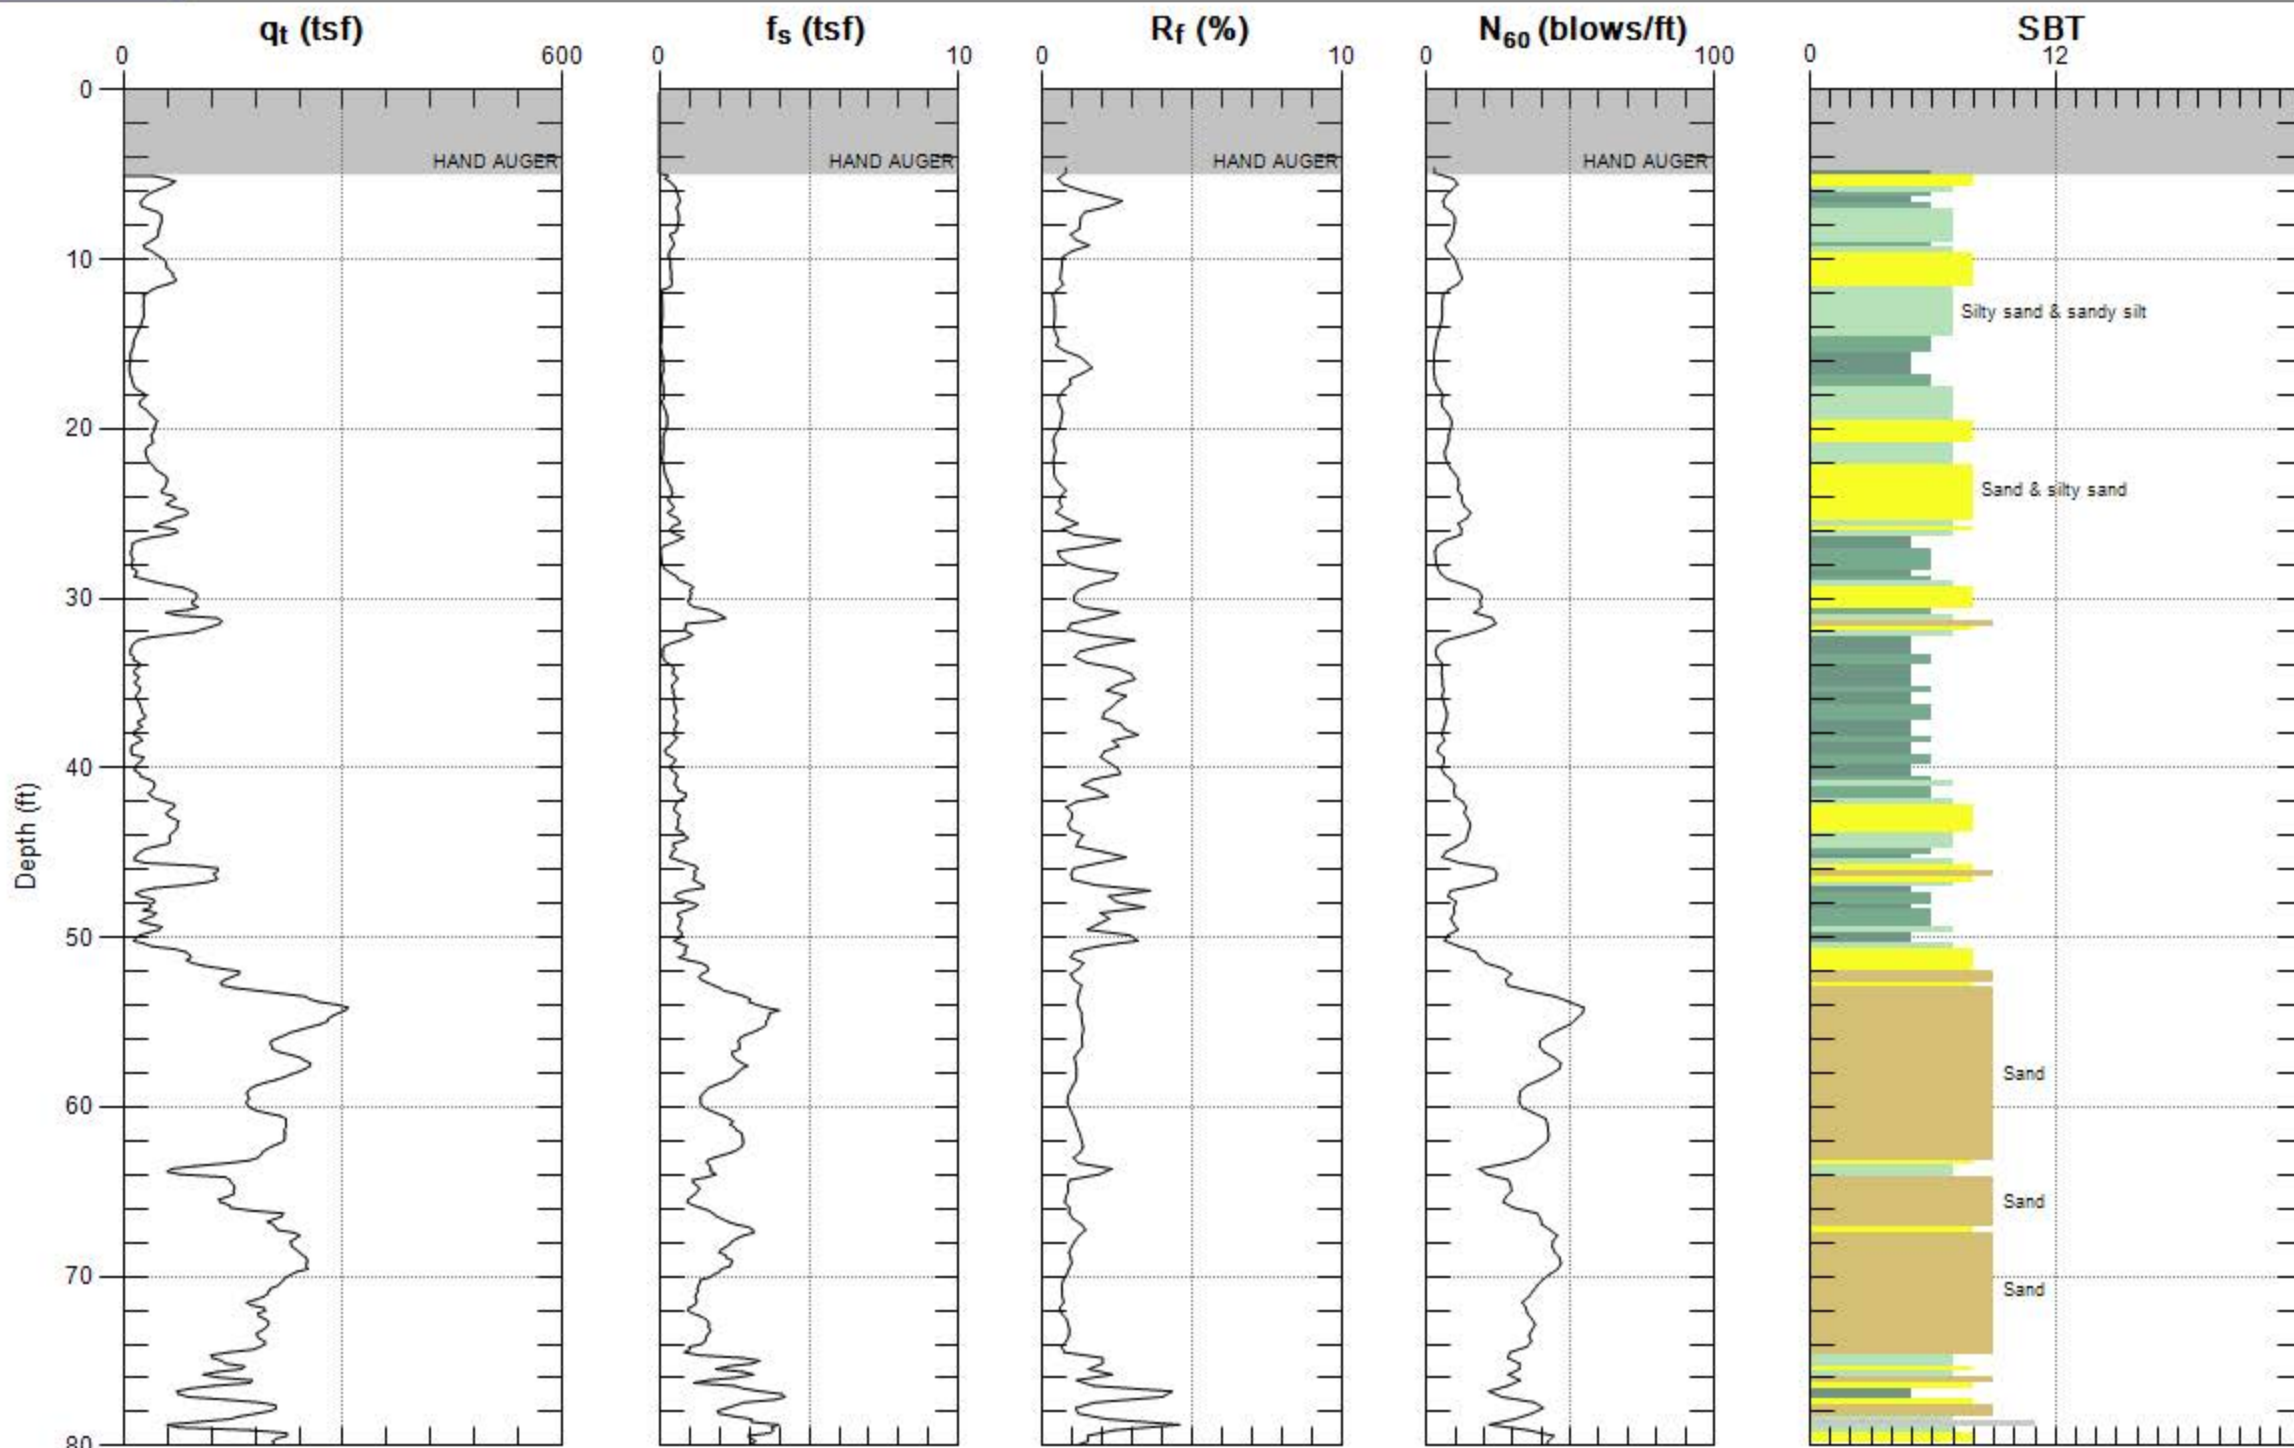 qt (tsf) fs (tsf) Rf (%) N60 (blows/ft) SBT
0 600 0 10 0 10 0 100 0 12
0
HAND AUGER HAND AUGER HAND AUGER HAND AUGER
10
Silty sand & sandy silt
20
Sand & silty sand
30
40
Depth (ft)
50
Sand
60
Sand
70
Sand
80